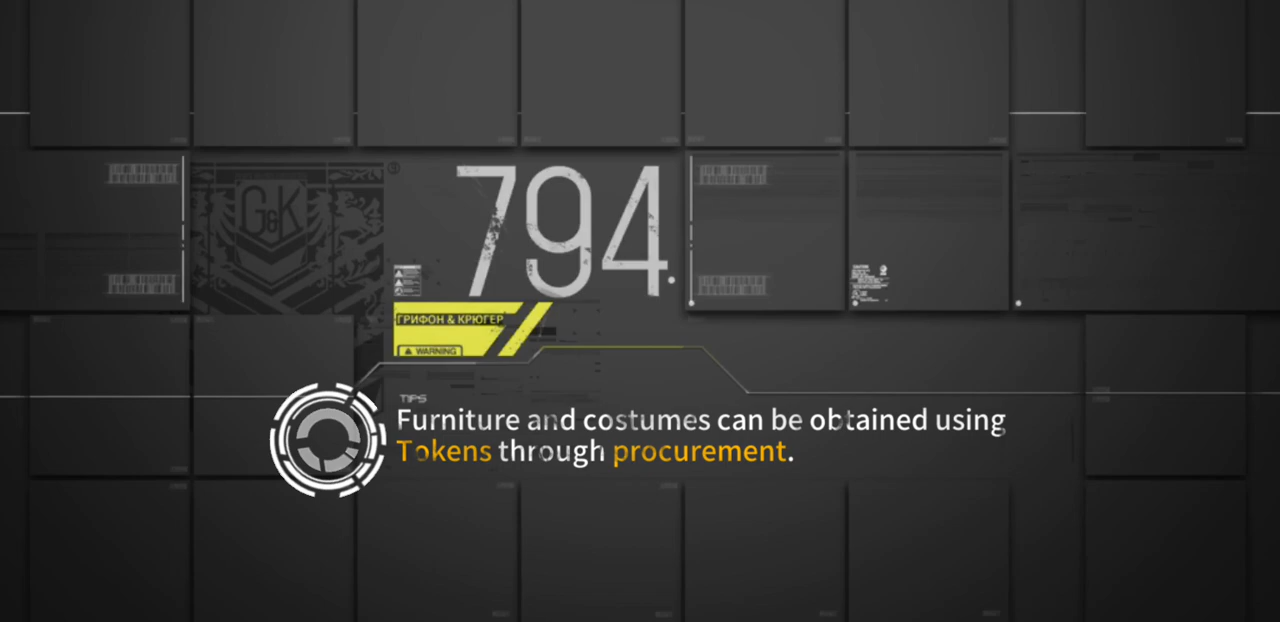 G&K
®
794.
ГРИФОН & КРЮГЕР
WARNING
TIPS
Furniture and costumes can be obtained using
Tokens through procurement.